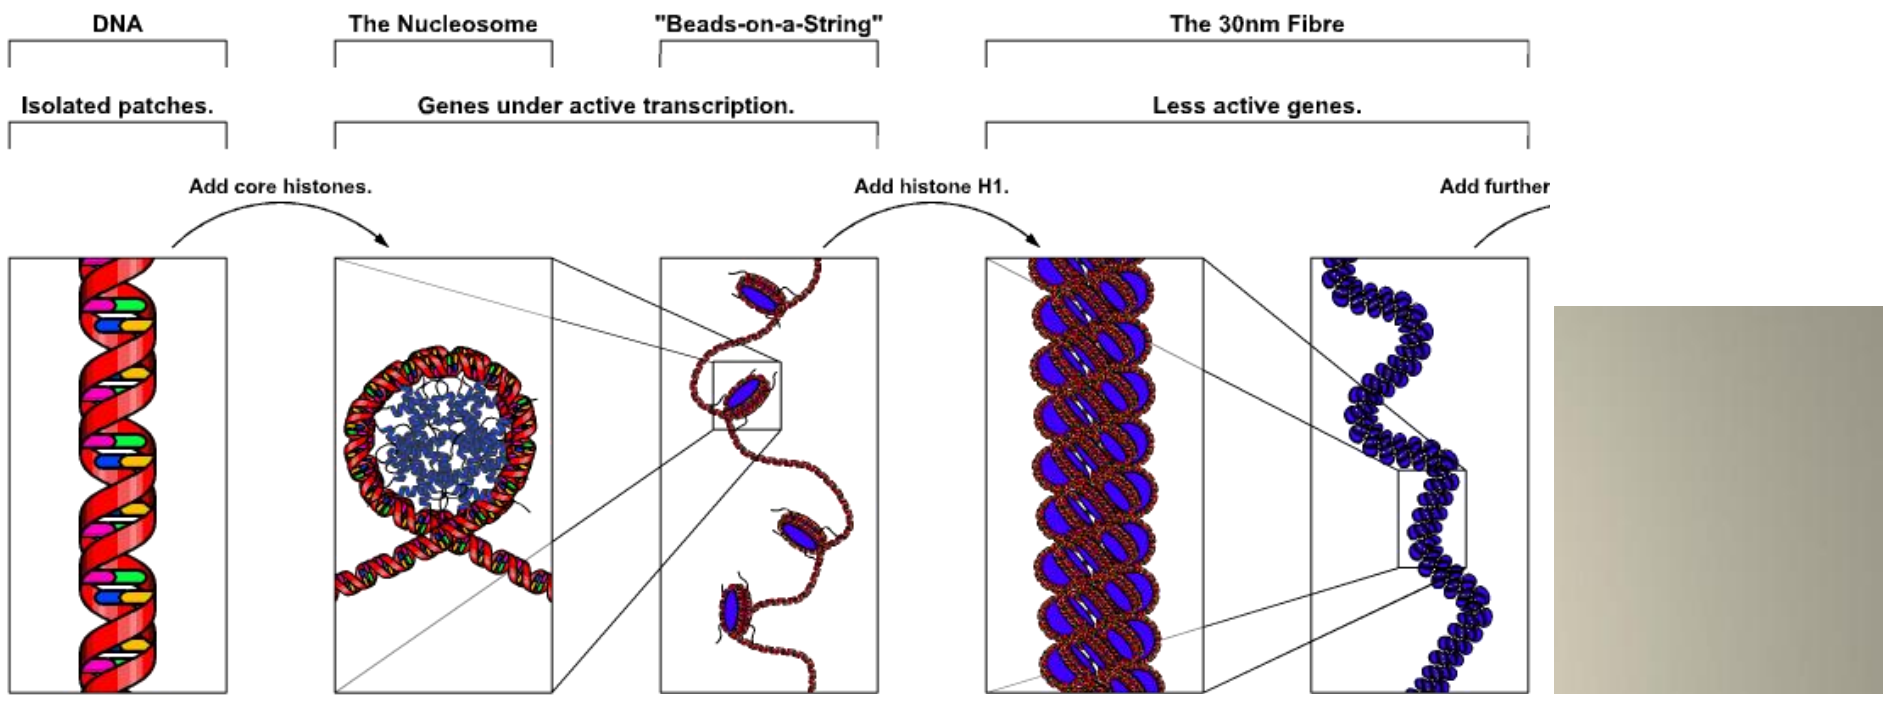 DNA
The Nucleosome
"Beads-on-a-String"
The 30nm Fibre
Isolated patches.
Genes under active transcription.
Less active genes.
Add core histones.
Add histone H1.
Add further